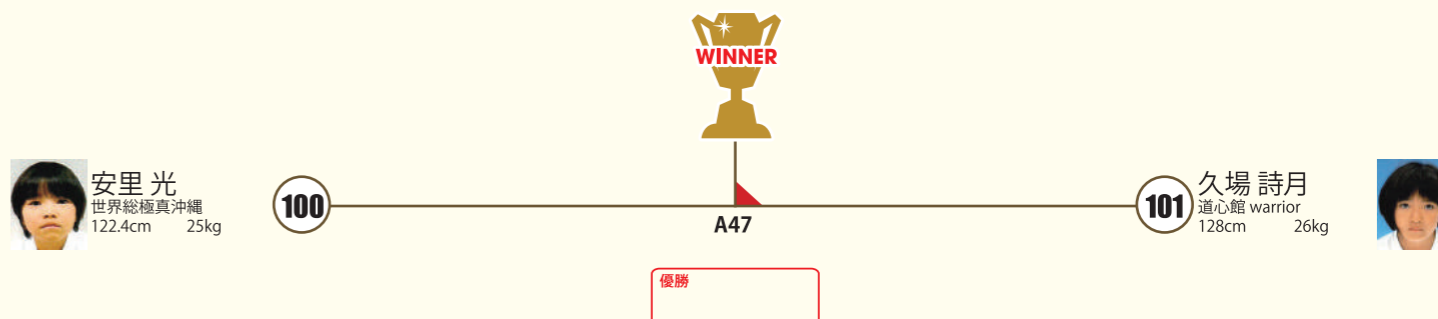 WINNER
安里 光
世界総極真沖縄
122.4cm 25kg
100
A47
101
久場 詩月
道心館 warrior
128cm 26kg
優勝